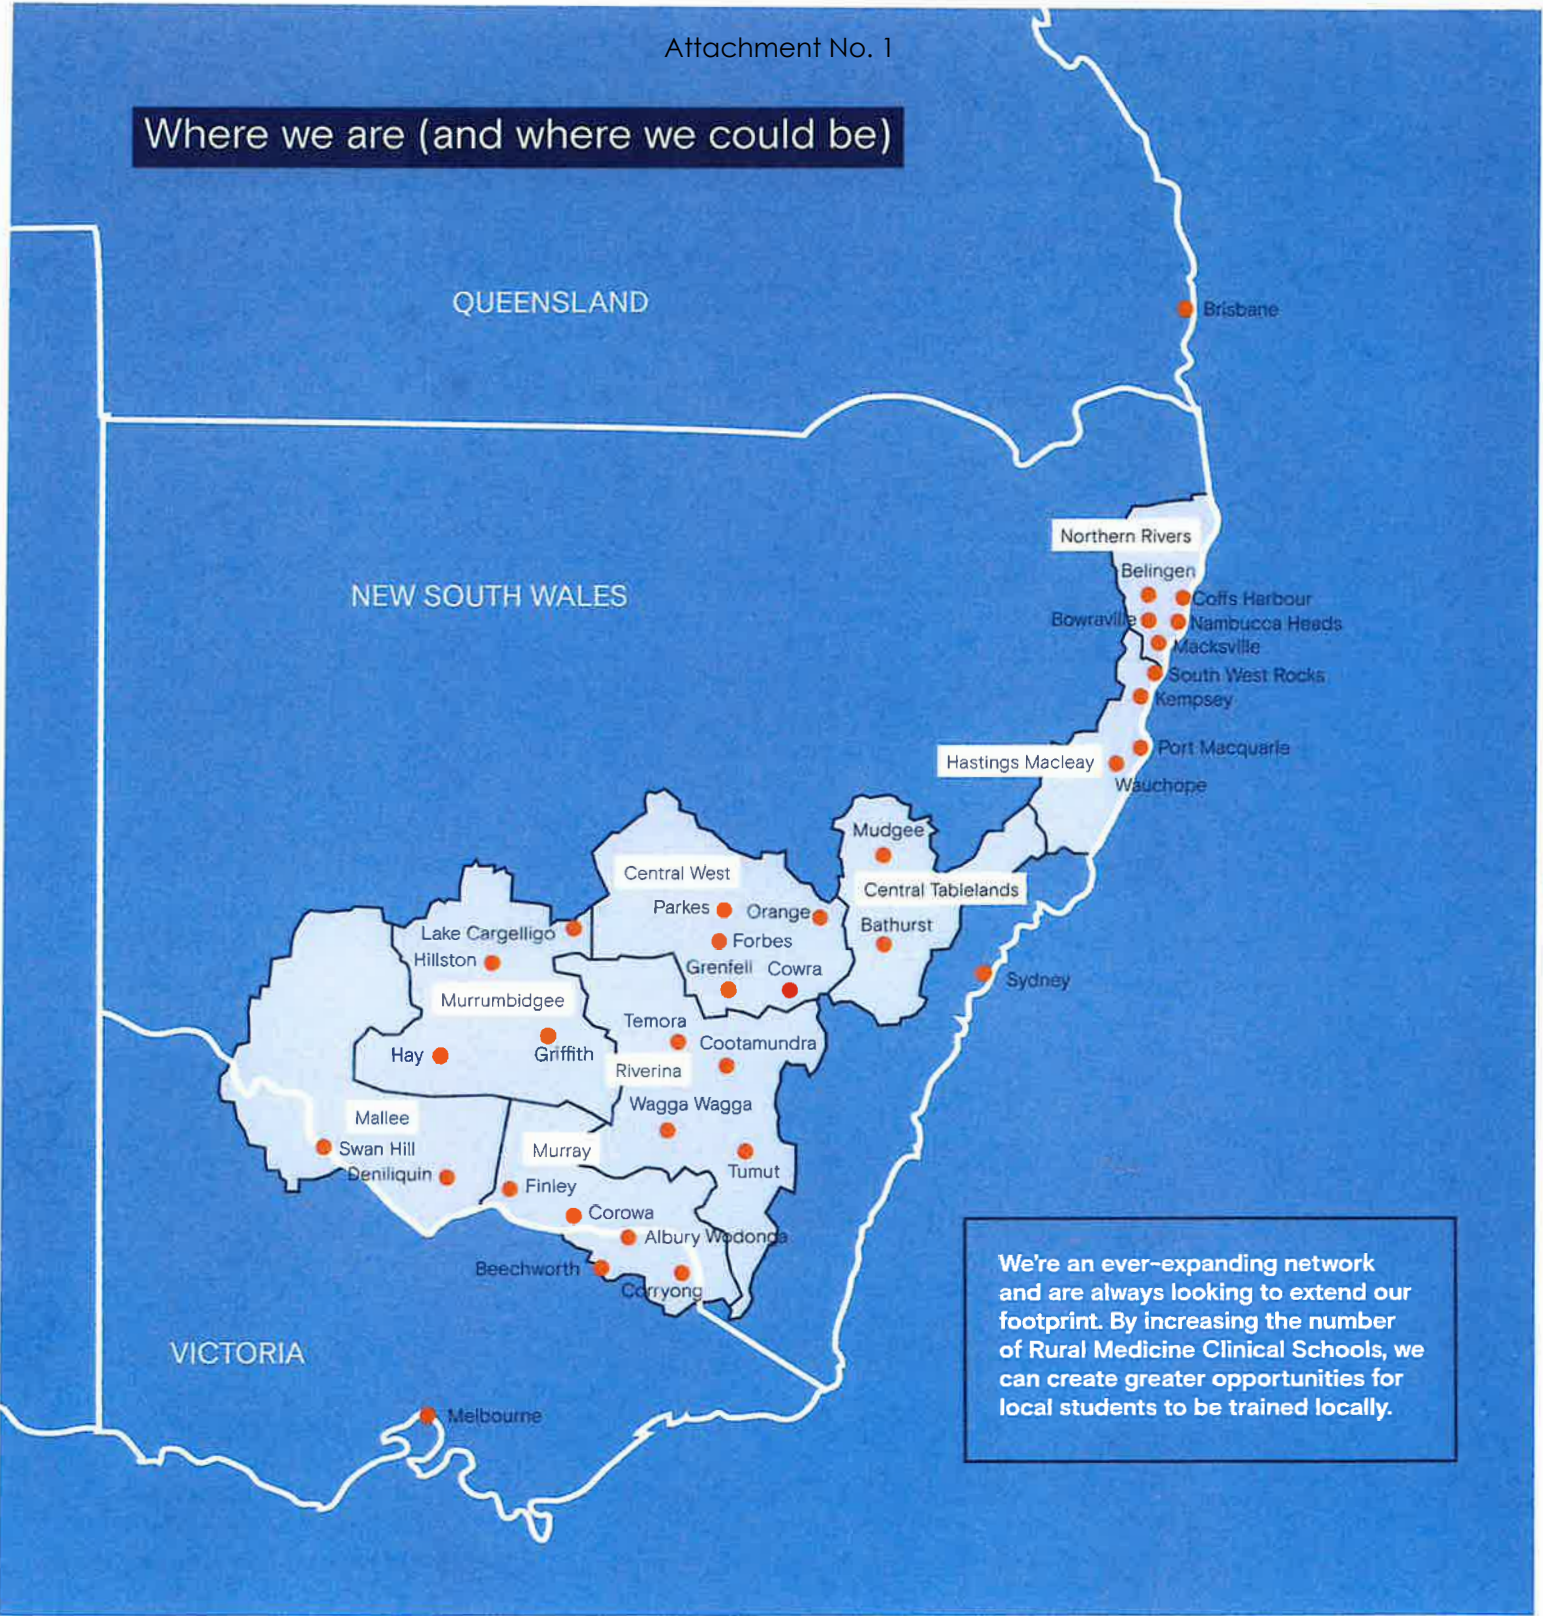 Attachment No. 1
Where we are (and where we could be)
QUEENSLAND
Brisbane
NEW SOUTH WALES
Northern Rivers
Belingen
Coffs Harbour
Bowraville
Nambucca Heads
Macksville
South West Rocks
Kempsey
Port Macquarie
Hastings Macleay
Wauchope
Mudgee
Central West
Central Tablelands
Parkes
Orange
Bathurst
Lake Cargelligo
Forbes
Hillston
Grenfell
Cowra
Sydney
Murrumbidgee
Temora
Cootamundra
Hay
Griffith
Riverina
Wagga Wagga
Mallee
Swan Hill
Murray
Deniliquin
Tumut
Finley
Corowa
Albury Wodonga
Beechworth
Corryong
We're an ever-expanding network
and are always looking to extend our
footprint. By increasing the number
of Rural Medicine Clinical Schools, we
can create greater opportunities for
local students to be trained locally.
VICTORIA
Melbourne